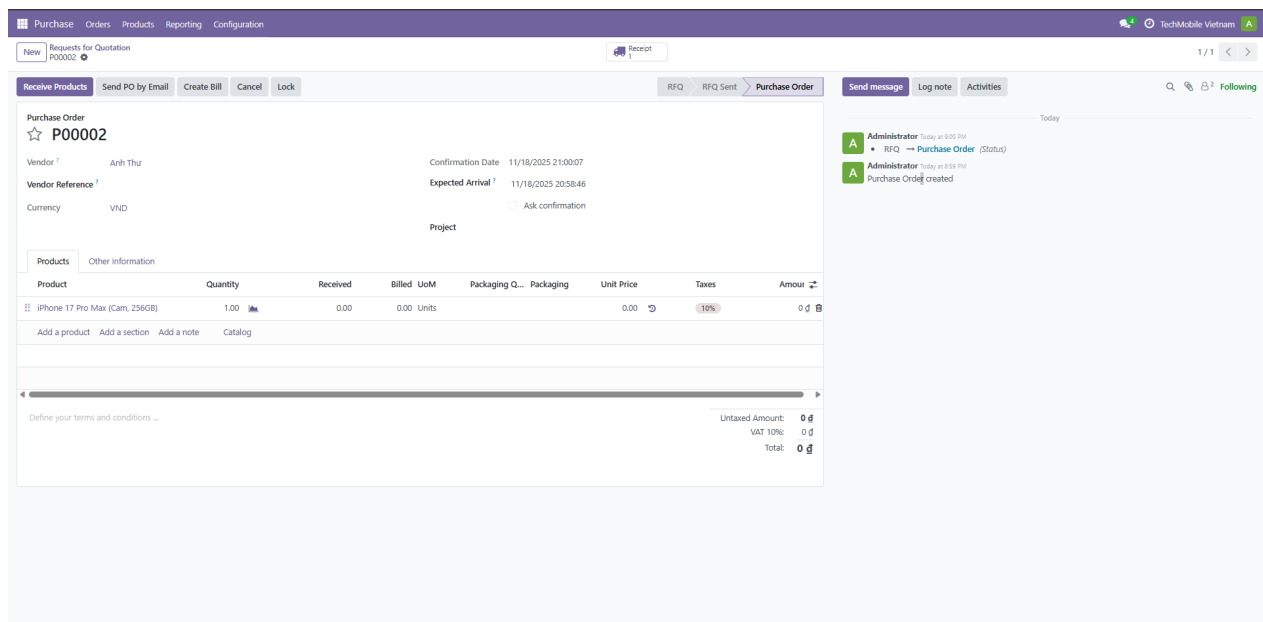 Purchase Orders Products Reporting Configuration 4 TechMobile Vietnam A
New Requests for Quotation
P00002
Receipt
1
1 / 1
Receive Products Send PO by Email Create Bill Cancel Lock RFQ RFQ Sent Purchase Order
Send message Log note Activities 2 Following
Purchase Order
P00002
Vendor ? Anh Thư
Vendor Reference ?
Currency VND
Confirmation Date 11/18/2025 21:00:07
Expected Arrival ? 11/18/2025 20:58:46
Ask confirmation
Project
Products Other Information
Product Quantity Received Billed UoM Packaging Q... Packaging Unit Price Taxes Amour
iPhone 17 Pro Max (Cam, 256GB) 1.00 0.00 0.00 Units 0.00 10% 0 ₫
Add a product Add a section Add a note Catalog
Define your terms and conditions ...
Untaxed Amount: 0 ₫
VAT 10%: 0 ₫
Total: 0 ₫
Today
A Administrator Today at 9:00 PM
• RFQ → Purchase Order (Status)
A Administrator Today at 8:59 PM
Purchase Order created